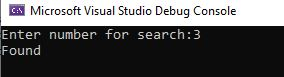 Microsoft Visual Studio Debug Console
Enter number for search:3
Found